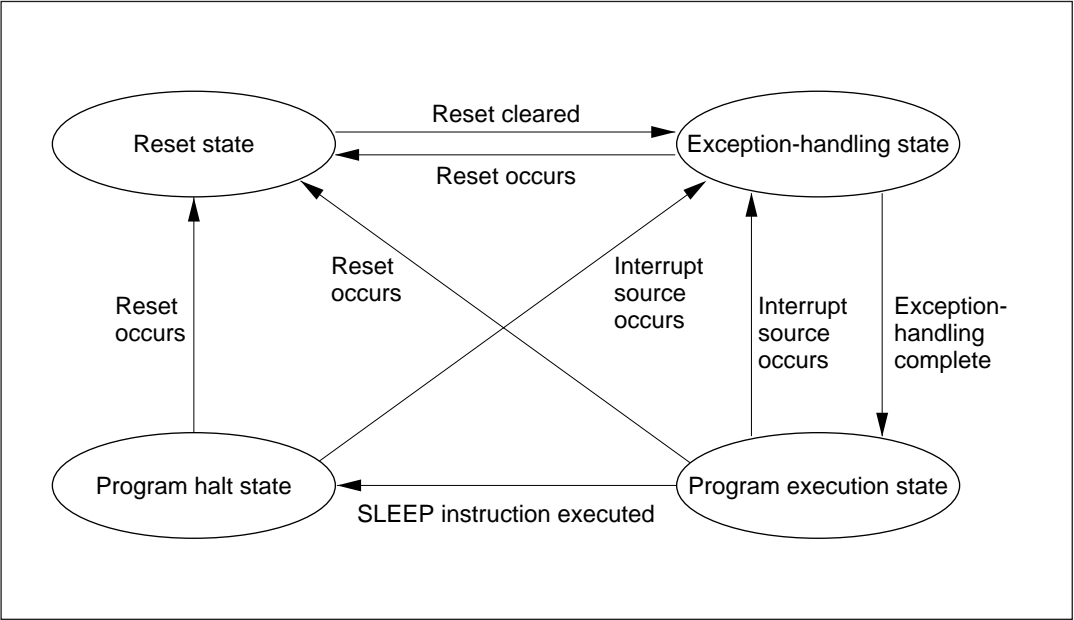 Reset cleared
Reset state
Exception-handling state
Reset occurs
Reset
occurs
Interrupt
source
occurs
Reset
occurs
Interrupt
source
occurs
Exception-
handling
complete
Program halt state
Program execution state
SLEEP instruction executed